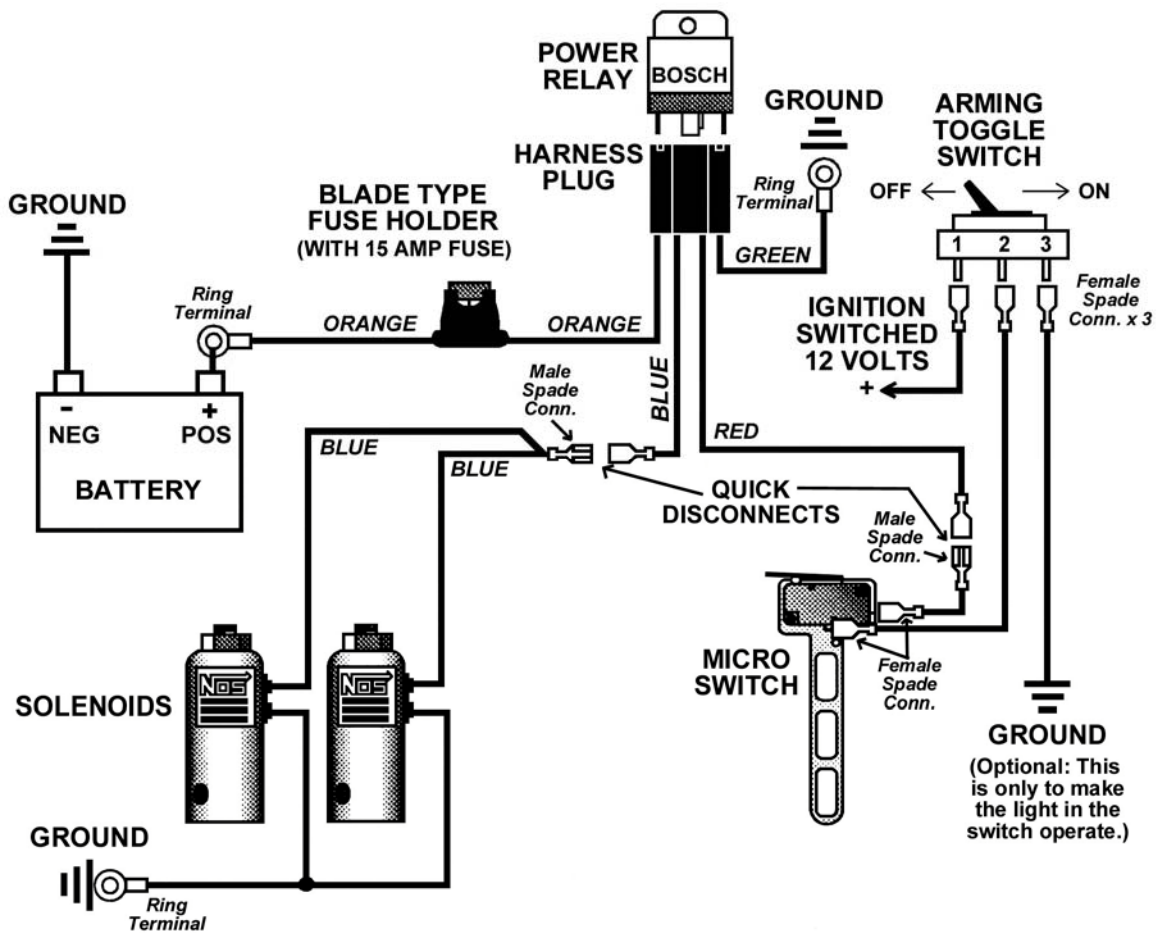 POWER
RELAY
BOSCH
GROUND
ARMING
TOGGLE
SWITCH
OFF
ON
HARNESS
PLUG
Ring
Terminal
1 2 3
GREEN
Female
Spade
Conn. x 3
BLADE TYPE
FUSE HOLDER
(WITH 15 AMP FUSE)
GROUND
Ring
Terminal
ORANGE
ORANGE
IGNITION
SWITCHED
12 VOLTS
+
-
NEG
+
POS
BATTERY
Male
Spade
Conn.
BLUE
BLUE
BLUE
RED
QUICK
DISCONNECTS
Male
Spade
Conn.
MICRO
SWITCH
Female
Spade
Conn.
SOLENOIDS
NOS
NOS
GROUND
(Optional: This
is only to make
the light in the
switch operate.)
GROUND
Ring
Terminal